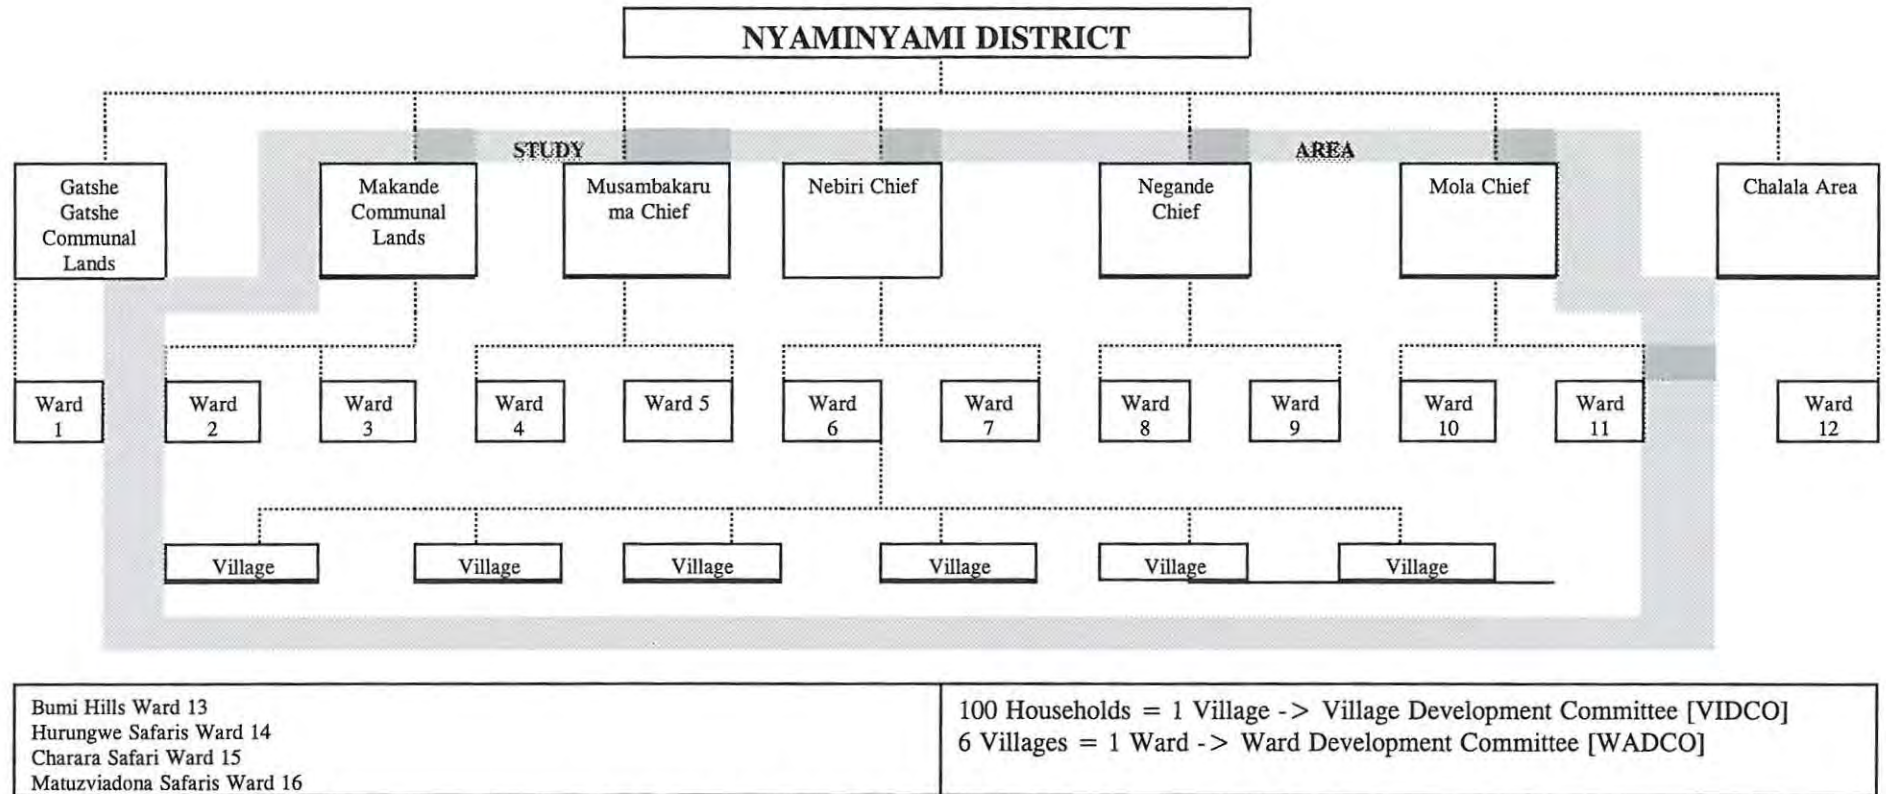 NYAMINYAMI DISTRICT
STUDY AREA
Gatshe
Gatshe
Communal
Lands
Makande
Communal
Lands
Musambakaru
ma Chief
Nebiri Chief
Negande
Chief
Mola Chief
Chalala Area
Ward
1
Ward
2
Ward
3
Ward
4
Ward 5
Ward
6
Ward
7
Ward
8
Ward
9
Ward
10
Ward
11
Ward
12
Village
Village
Village
Village
Village
Village
Bumi Hills Ward 13
Hurungwe Safaris Ward 14
Charara Safari Ward 15
Matuzviadona Safaris Ward 16
100 Households = 1 Village -> Village Development Committee [VIDCO]
6 Villages = 1 Ward -> Ward Development Committee [WADCO]